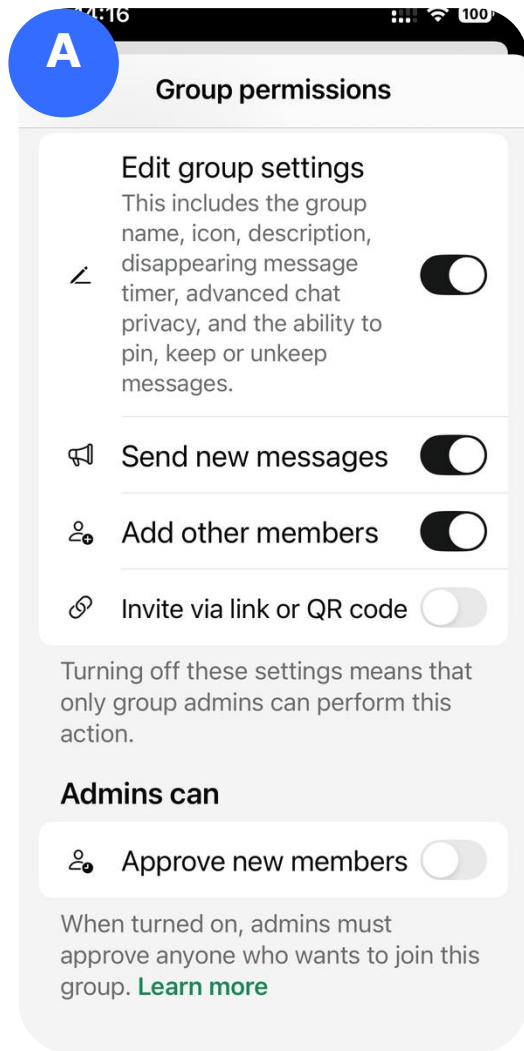 A
14:16
100
Group permissions
Edit group settings
This includes the group
name, icon, description,
disappearing message
timer, advanced chat
privacy, and the ability to
pin, keep or unkeep
messages.
Send new messages
Add other members
Invite via link or QR code
Turning off these settings means that
only group admins can perform this
action.
Admins can
Approve new members
When turned on, admins must
approve anyone who wants to join this
group. Learn more